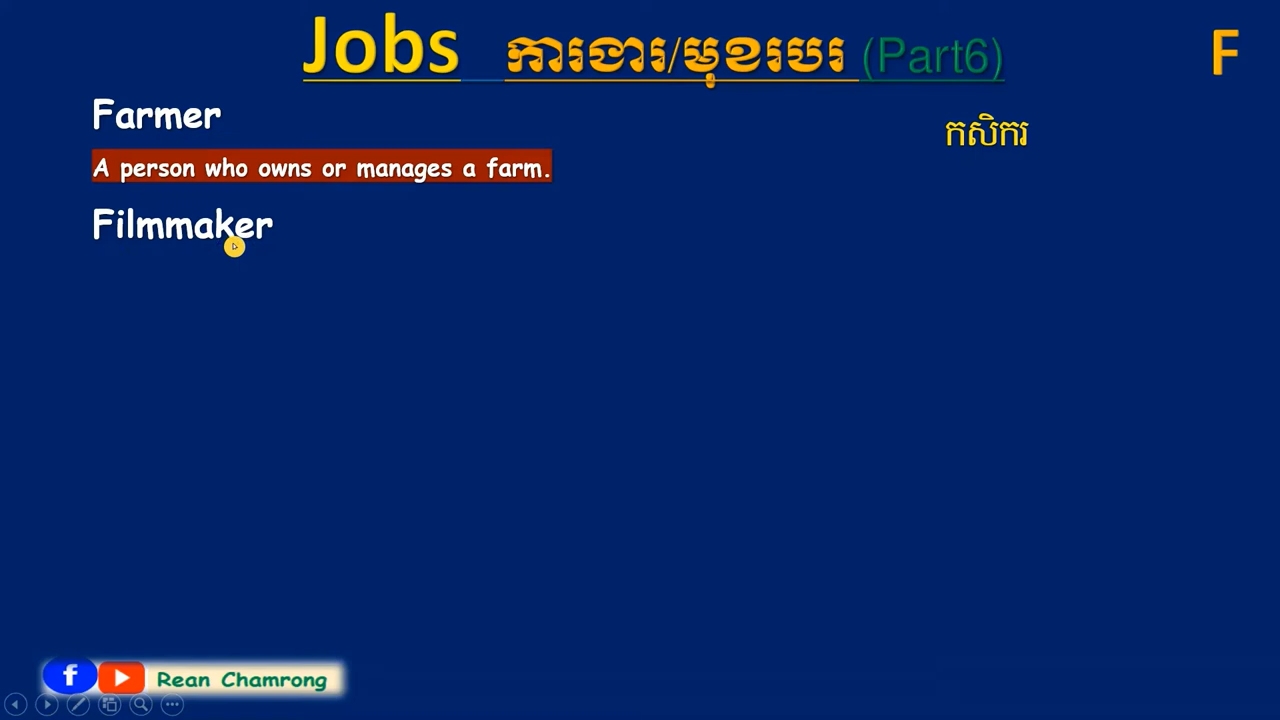 Jobs ការងារ/មុខរបរ (Part6) F
Farmer កសិករ
A person who owns or manages a farm.
Filmmaker
f Rean Chamrong